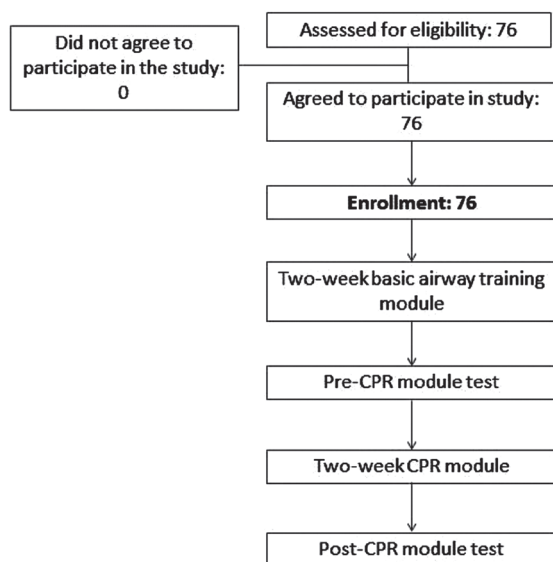 Did not agree to
participate in the study:
0
Assessed for eligibility: 76
Agreed to participate in study:
76
Enrollment: 76
Two-week basic airway training
module
Pre-CPR module test
Two-week CPR module
Post-CPR module test